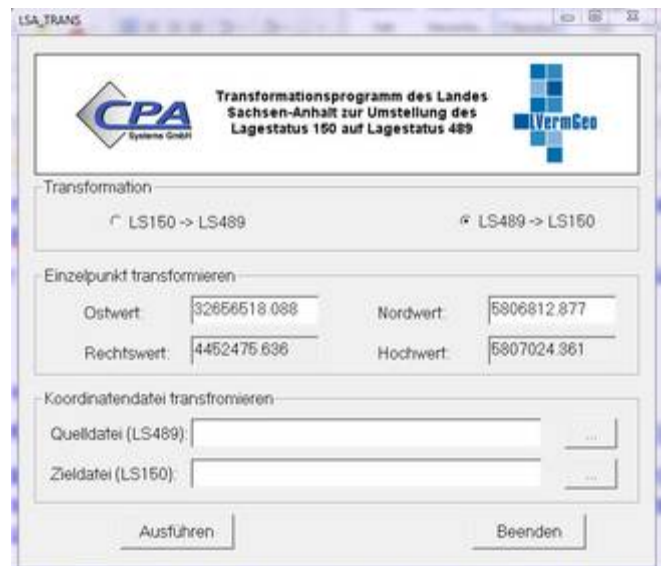 LSA_TRANS
CPA
Systems GmbH
Transformationsprogramm des Landes
Sachsen-Anhalt zur Umstellung des
Lagestatus 150 auf Lagestatus 489
LVermGeo
Transformation
LS150 -> LS489
LS489 -> LS150
Einzelpunkt transformieren
Ostwert: 32656518.088 Nordwert: 5806812.877
Rechtswert: 4452475.636 Hochwert: 5807024.361
Koordinatendatei transfromieren
Quelldatei (LS489): ...
Zieldatei (LS150): ...
Ausführen Beenden